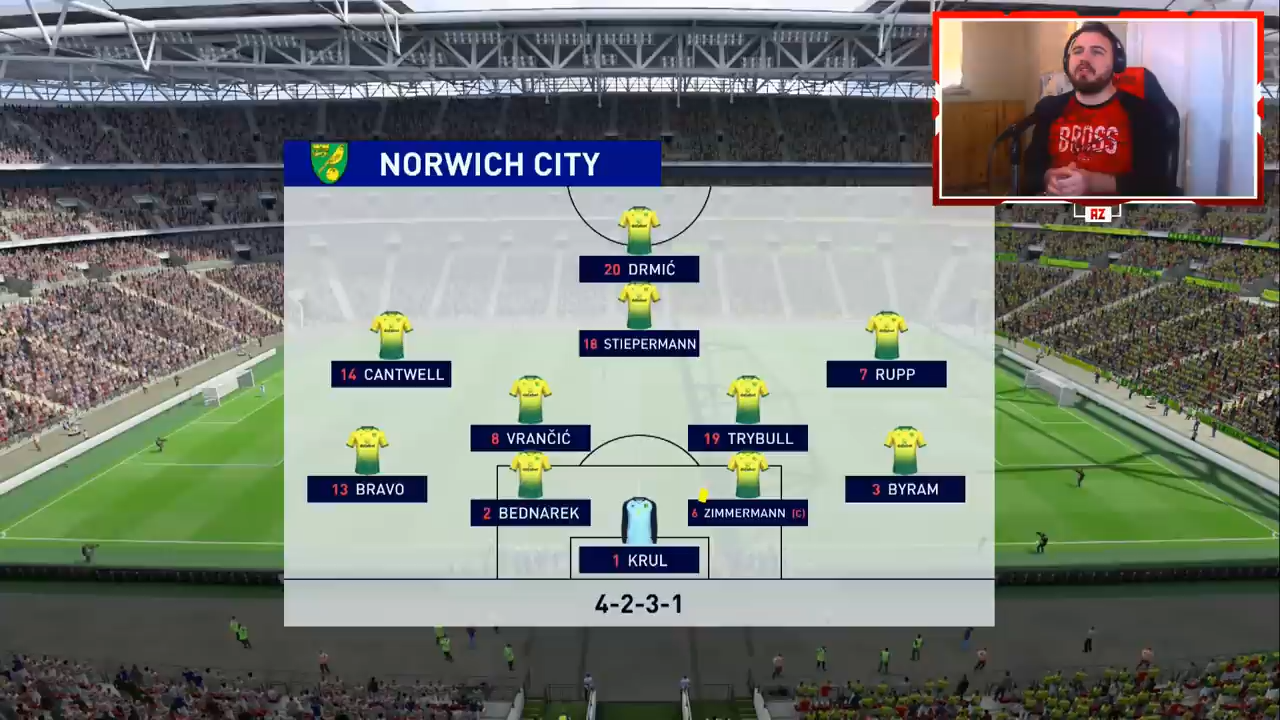 NORWICH CITY
BROSS
RZ
20 DRMIĆ
18 STIEPERMANN
14 CANTWELL
7 RUPP
8 VRANČIĆ
19 TRYBULL
13 BRAVO
3 BYRAM
2 BEDNAREK
6 ZIMMERMANN (C)
1 KRUL
4-2-3-1